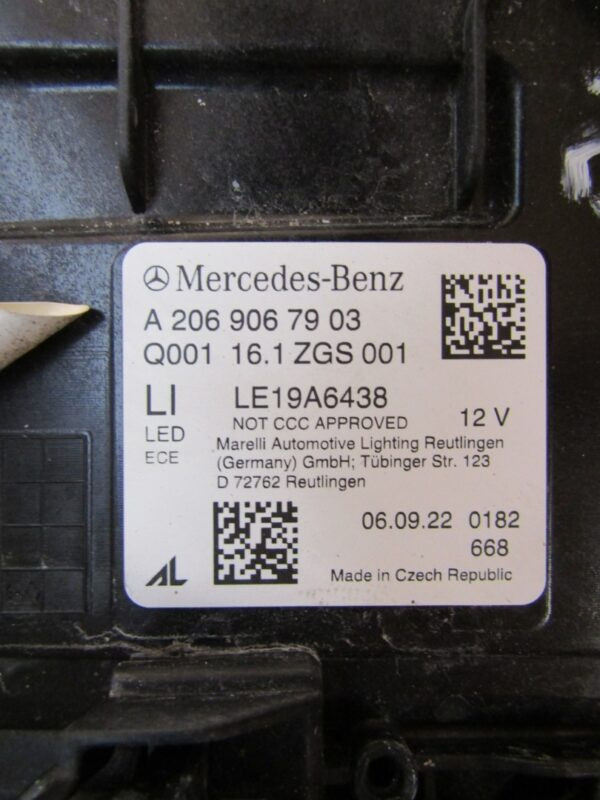 Mercedes-Benz
A 206 906 79 03
Q001 16.1 ZGS 001
LI LE19A6438
NOT CCC APPROVED 12 V
LED
ECE
Marelli Automotive Lighting Reutlingen
(Germany) GmbH; Tübinger Str. 123
D 72762 Reutlingen
06.09.22 0182
668
AL Made in Czech Republic